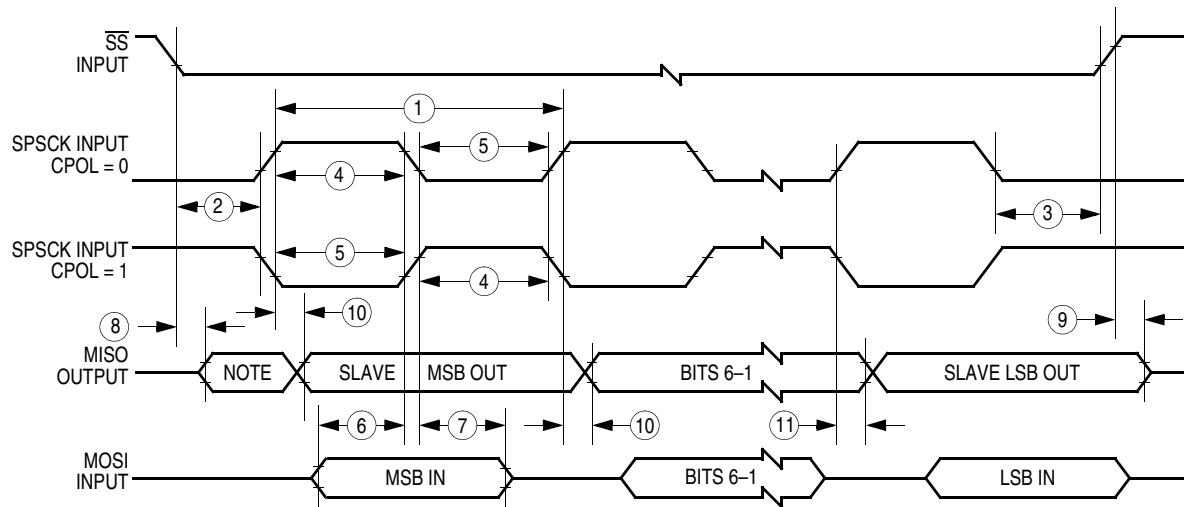 SS
INPUT
1
SPSCK INPUT
CPOL = 0
5
4
2
3
SPSCK INPUT
CPOL = 1
5
4
8
10
9
MISO
OUTPUT
NOTE
SLAVE MSB OUT
BITS 6–1
SLAVE LSB OUT
6
7
10
11
MOSI
INPUT
MSB IN
BITS 6–1
LSB IN